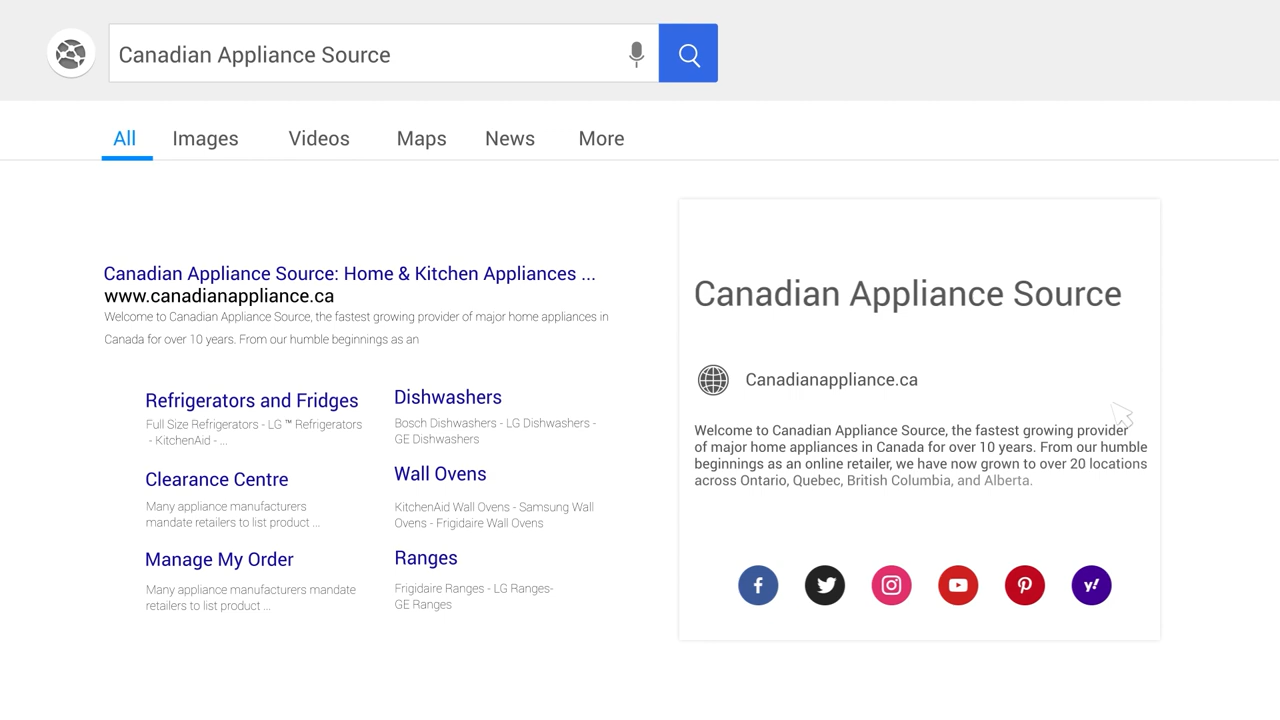 Canadian Appliance Source
All Images Videos Maps News More
Canadian Appliance Source: Home & Kitchen Appliances ...
www.canadianappliance.ca
Welcome to Canadian Appliance Source, the fastest growing provider of major home appliances in
Canada for over 10 years. From our humble beginnings as an
Refrigerators and Fridges
Full Size Refrigerators - LG ™ Refrigerators
- KitchenAid - ...
Clearance Centre
Many appliance manufacturers
mandate retailers to list product ...
Manage My Order
Many appliance manufacturers mandate
retailers to list product ...
Dishwashers
Bosch Dishwashers - LG Dishwashers -
GE Dishwashers
Wall Ovens
KitchenAid Wall Ovens - Samsung Wall
Ovens - Frigidaire Wall Ovens
Ranges
Frigidaire Ranges - LG Ranges-
GE Ranges
Canadian Appliance Source
Canadianappliance.ca
Welcome to Canadian Appliance Source, the fastest growing provider
of major home appliances in Canada for over 10 years. From our humble
beginnings as an online retailer, we have now grown to over 20 locations
across Ontario, Quebec, British Columbia, and Alberta.
f y!